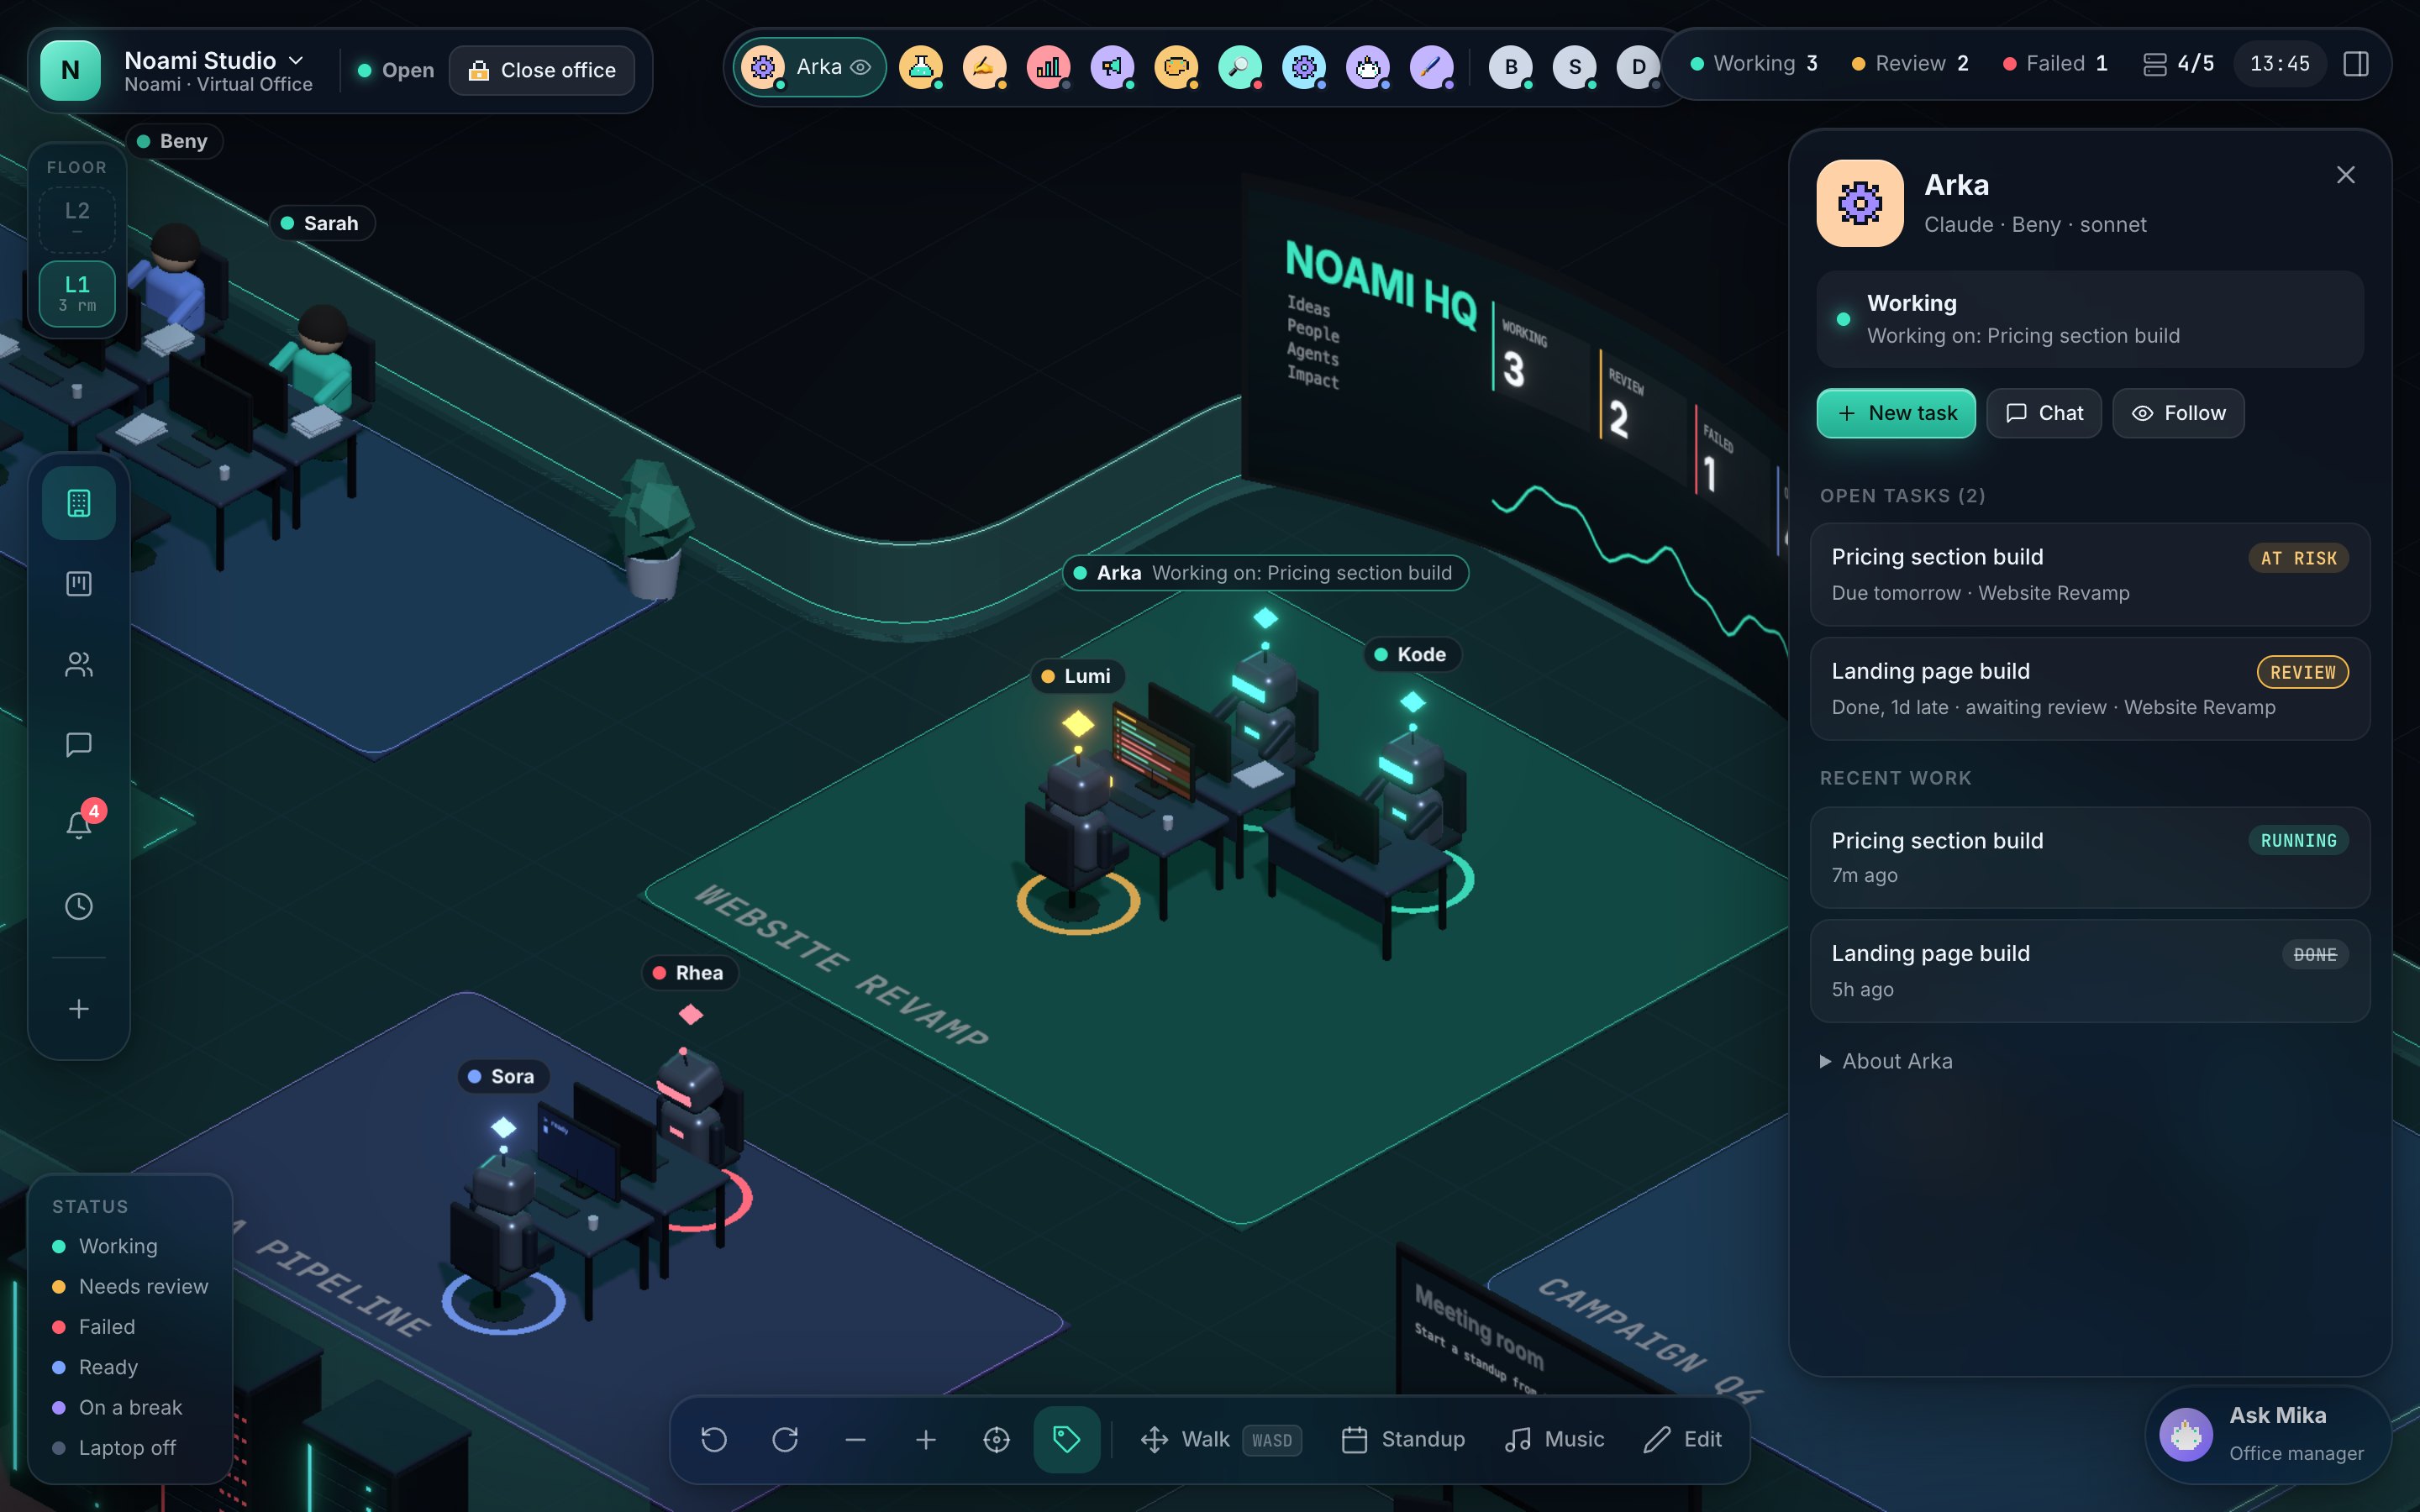 N
Noami Studio
Noami · Virtual Office
Open
Close office
Arka
B
S
D
Working 3
Review 2
Failed 1
4/5
13:45
FLOOR
L2
–
L1
3 rm
Beny
Sarah
NOAMI HQ
Ideas
People
Agents
Impact
WORKING
3
REVIEW
2
FAILED
1
Arka Working on: Pricing section build
Kode
Lumi
WEBSITE REVAMP
Rhea
Sora
ready
PIPELINE
CAMPAIGN Q4
Meeting room
Start a standup from
4
STATUS
Working
Needs review
Failed
Ready
On a break
Laptop off
Walk WASD
Standup
Music
Edit
Arka
Claude · Beny · sonnet
Working
Working on: Pricing section build
New task
Chat
Follow
OPEN TASKS (2)
Pricing section build
AT RISK
Due tomorrow · Website Revamp
Landing page build
REVIEW
Done, 1d late · awaiting review · Website Revamp
RECENT WORK
Pricing section build
RUNNING
7m ago
Landing page build
DONE
5h ago
About Arka
Ask Mika
Office manager